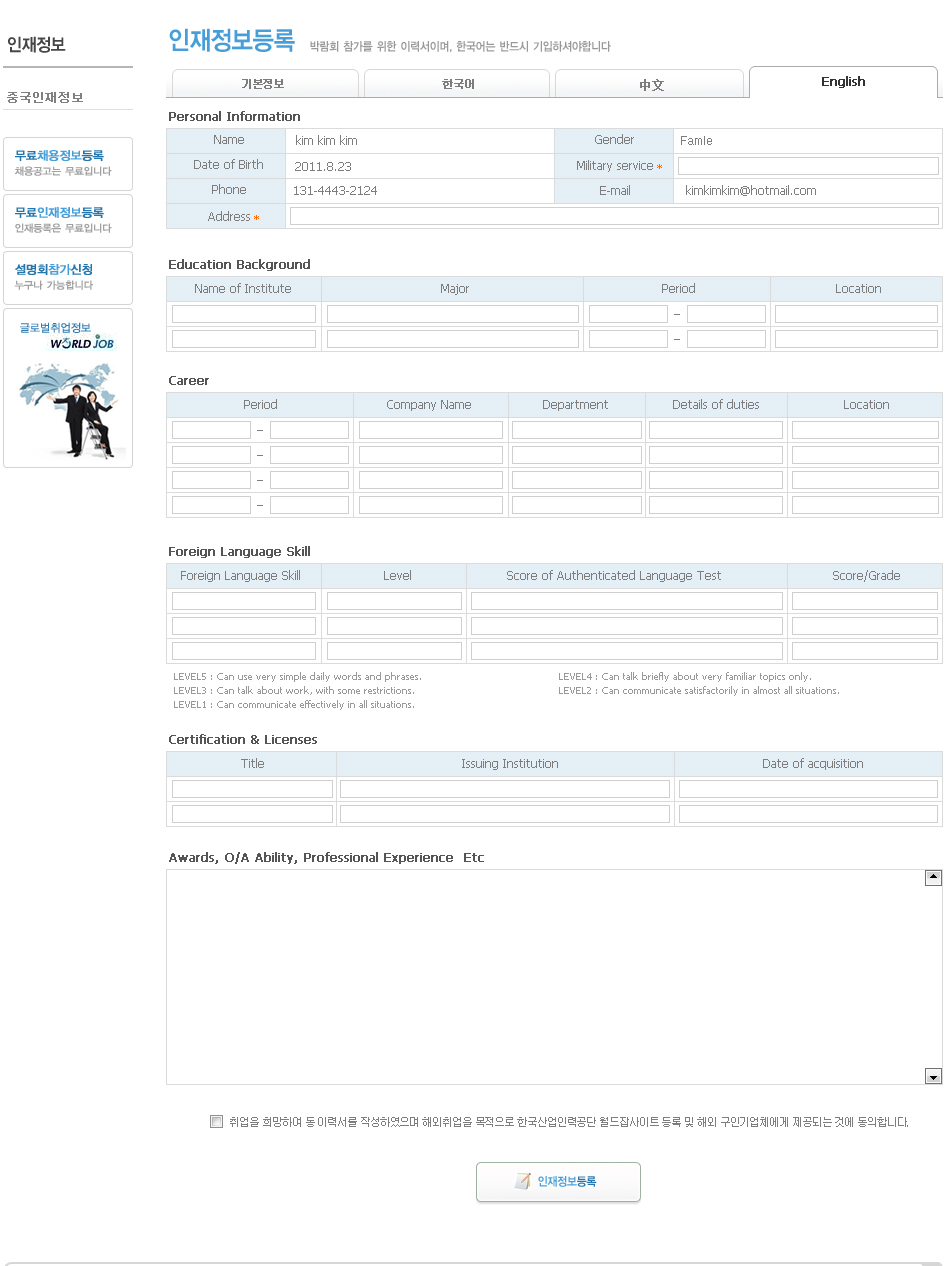 인재정보
중국인재정보
무료채용정보등록
채용공고는 무료입니다
무료인재정보등록
인재등록은 무료입니다
설명회참가신청
누구나 가능합니다
글로벌취업정보
WORLD JOB
인재정보등록 박람회 참가를 위한 이력서이며, 한국어는 반드시 기입하셔야합니다
기본정보 한국어 中文 English
Personal Information
Name kim kim kim Gender Famle
Date of Birth 2011.8.23 Military service *
Phone 131-4443-2124 E-mail kimkimkim@hotmail.com
Address *
Education Background
Name of Institute Major Period Location
–
–
Career
Period Company Name Department Details of duties Location
–
–
–
–
Foreign Language Skill
Foreign Language Skill Level Score of Authenticated Language Test Score/Grade
LEVEL5 : Can use very simple daily words and phrases. LEVEL4 : Can talk briefly about very familiar topics only.
LEVEL3 : Can talk about work, with some restrictions. LEVEL2 : Can communicate satisfactorily in almost all situations.
LEVEL1 : Can communicate effectively in all situations.
Certification & Licenses
Title Issuing Institution Date of acquisition
Awards, O/A Ability, Professional Experience Etc
취업을 희망하여 동 이력서를 작성하였으며 해외취업을 목적으로 한국산업인력공단 월드잡사이트 등록 및 해외 구인기업체에게 제공되는 것에 동의합니다.
인재정보등록